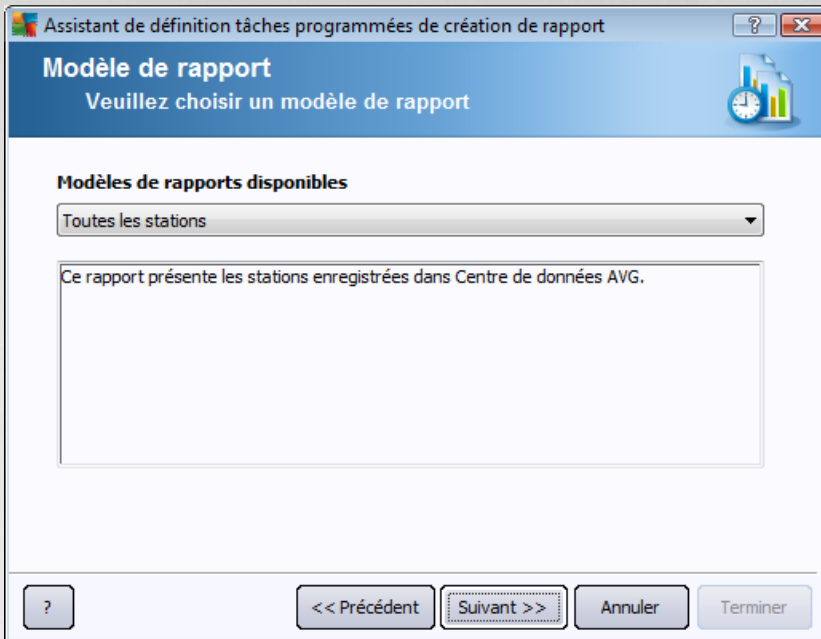 Assistant de définition tâches programmées de création de rapport
?
Modèle de rapport
Veuillez choisir un modèle de rapport
Modèles de rapports disponibles
Toutes les stations
Ce rapport présente les stations enregistrées dans Centre de données AVG.
? << Précédent Suivant >> Annuler Terminer